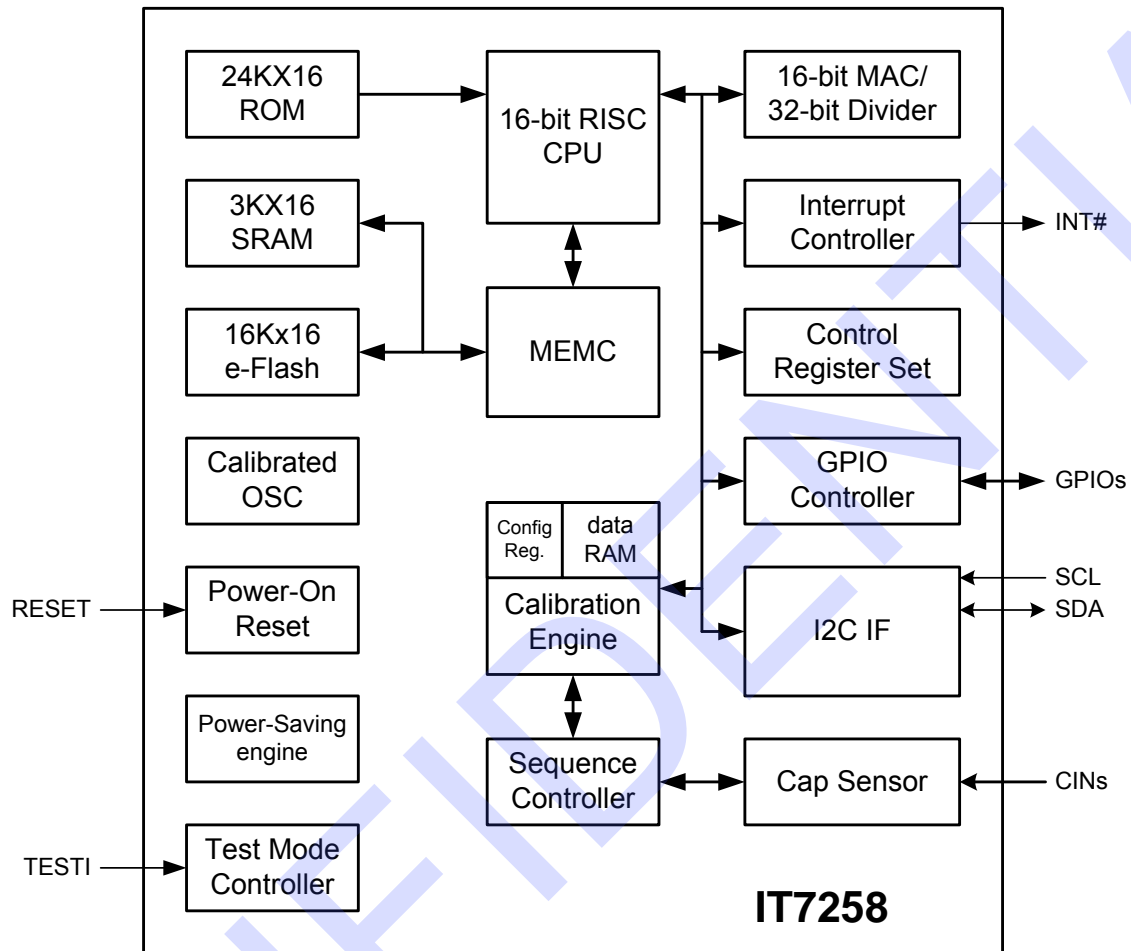 24KX16
ROM
16-bit RISC
CPU
16-bit MAC/
32-bit Divider
3KX16
SRAM
Interrupt
Controller
INT#
16Kx16
e-Flash
MEMC
Control
Register Set
Calibrated
OSC
GPIO
Controller
GPIOs
Config
Reg.
data
RAM
Calibration
Engine
RESET
Power-On
Reset
I2C IF
SCL
SDA
Power-Saving
engine
Sequence
Controller
Cap Sensor
CINs
TESTI
Test Mode
Controller
IT7258
FIDENTI